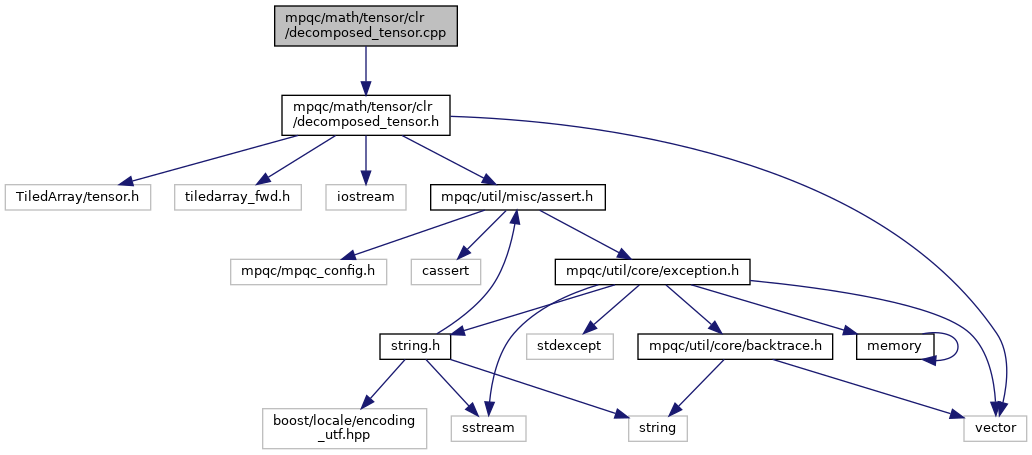 mpqc/math/tensor/clr
/decomposed_tensor.cpp
mpqc/math/tensor/clr
/decomposed_tensor.h
TiledArray/tensor.h
tiledarray_fwd.h
iostream
mpqc/util/misc/assert.h
mpqc/mpqc_config.h
cassert
mpqc/util/core/exception.h
string.h
stdexcept
mpqc/util/core/backtrace.h
memory
boost/locale/encoding
_utf.hpp
sstream
string
vector